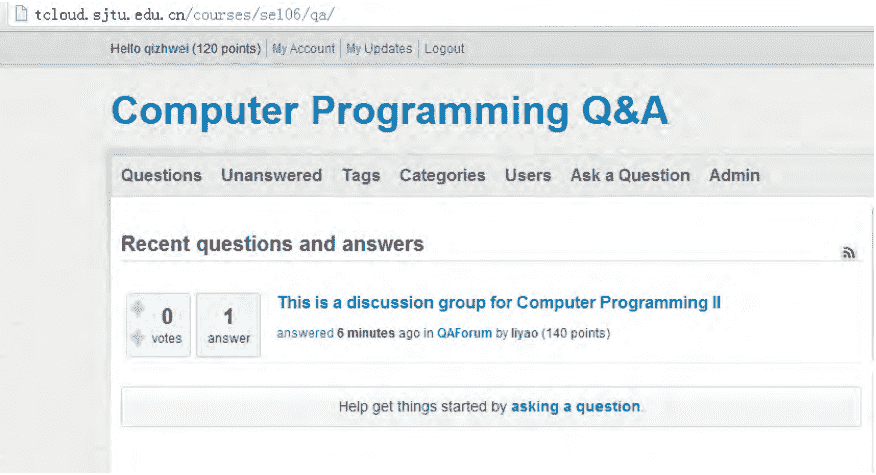 tcloud.sjtu.edu.cn/courses/se106/qa/
Hello qizhwei (120 points) My Account My Updates Logout
Computer Programming Q&A
Questions Unanswered Tags Categories Users Ask a Question Admin
Recent questions and answers
0 votes
1 answer
This is a discussion group for Computer Programming II
answered 6 minutes ago in QAForum by liyao (140 points)
Help get things started by asking a question.